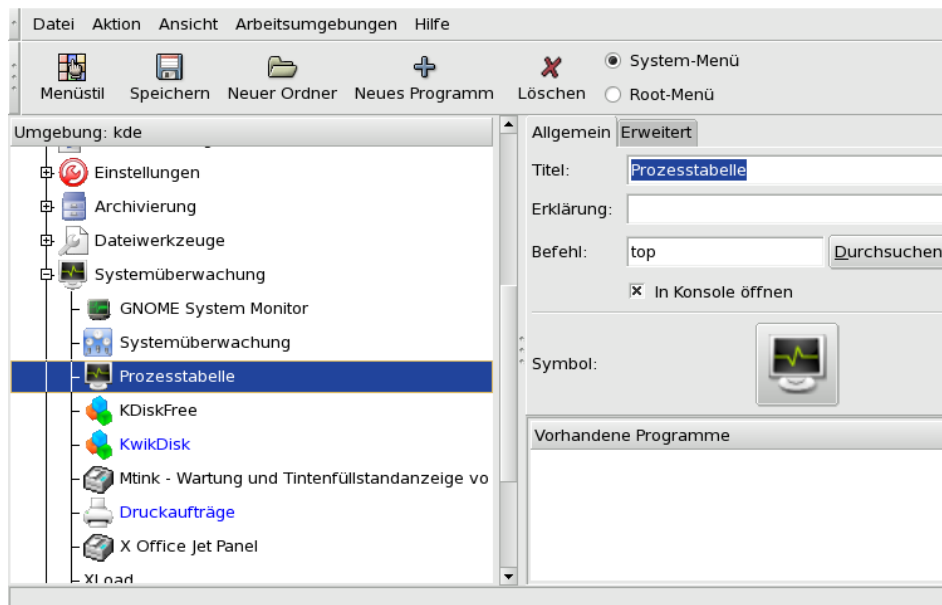 Datei Aktion Ansicht Arbeitsumgebungen Hilfe
Menüstil Speichern Neuer Ordner Neues Programm Löschen
System-Menü
Root-Menü
Umgebung: kde
Einstellungen
Archivierung
Dateiwerkzeuge
Systemüberwachung
GNOME System Monitor
Systemüberwachung
Prozesstabelle
KDiskFree
KwikDisk
Mtink - Wartung und Tintenfüllstandanzeige vo
Druckaufträge
X Office Jet Panel
XLoad
Allgemein Erweitert
Titel: Prozesstabelle
Erklärung:
Befehl: top Durchsuchen
In Konsole öffnen
Symbol:
Vorhandene Programme